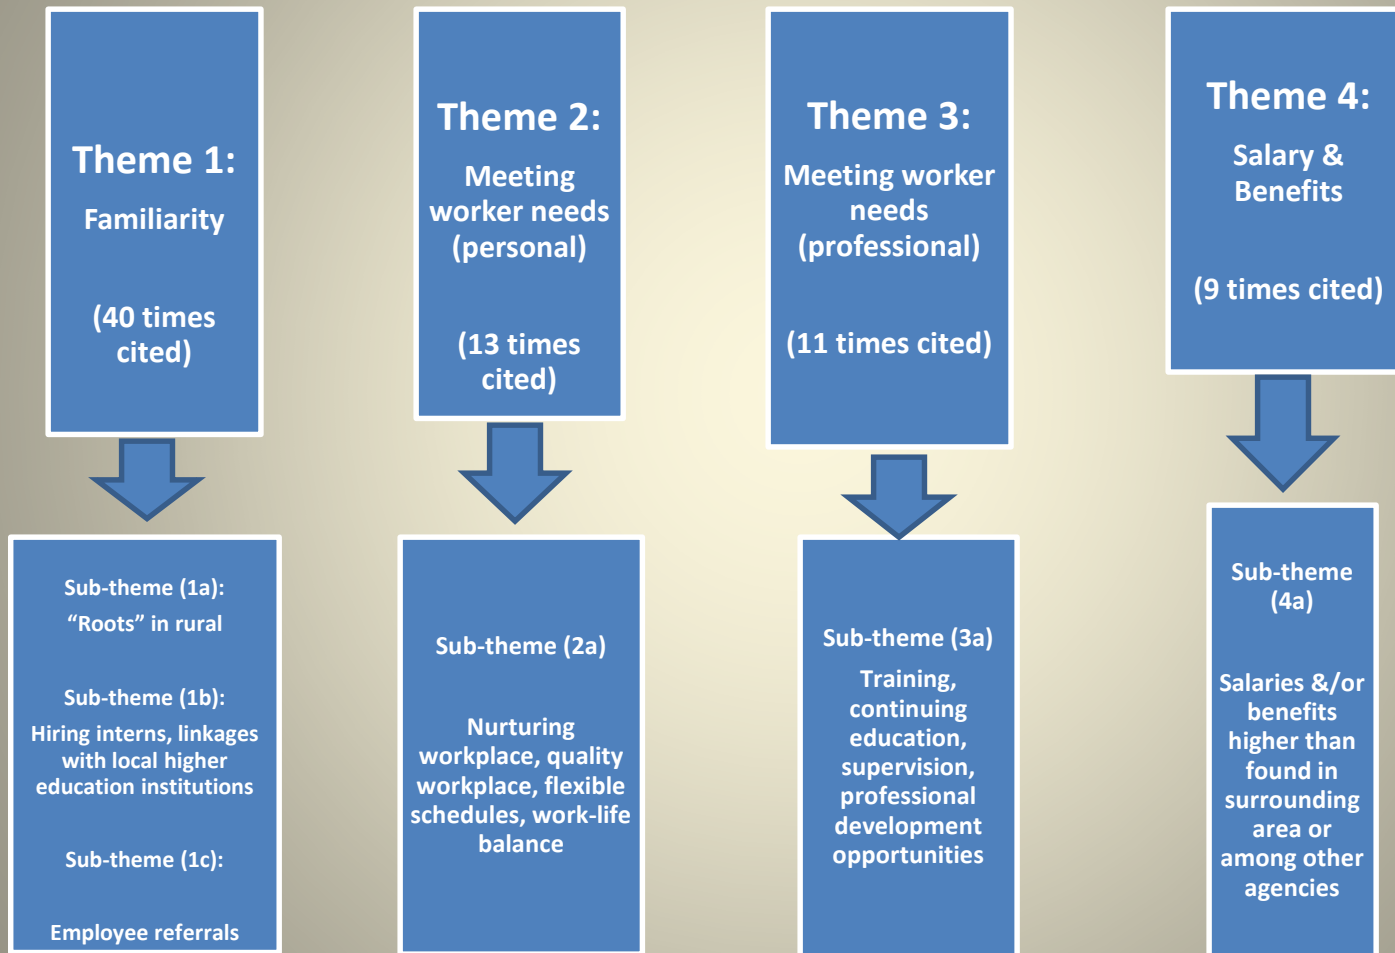 Theme 1:
Familiarity
(40 times
cited)
Sub-theme (1a):
“Roots” in rural
Sub-theme (1b):
Hiring interns, linkages
with local higher
education institutions
Sub-theme (1c):
Employee referrals
Theme 2:
Meeting
worker needs
(personal)
(13 times
cited)
Sub-theme (2a)
Nurturing
workplace, quality
workplace, flexible
schedules, work-life
balance
Theme 3:
Meeting worker
needs
(professional)
(11 times cited)
Sub-theme (3a)
Training,
continuing
education,
supervision,
professional
development
opportunities
Theme 4:
Salary &
Benefits
(9 times cited)
Sub-theme
(4a)
Salaries &/or
benefits
higher than
found in
surrounding
area or
among other
agencies